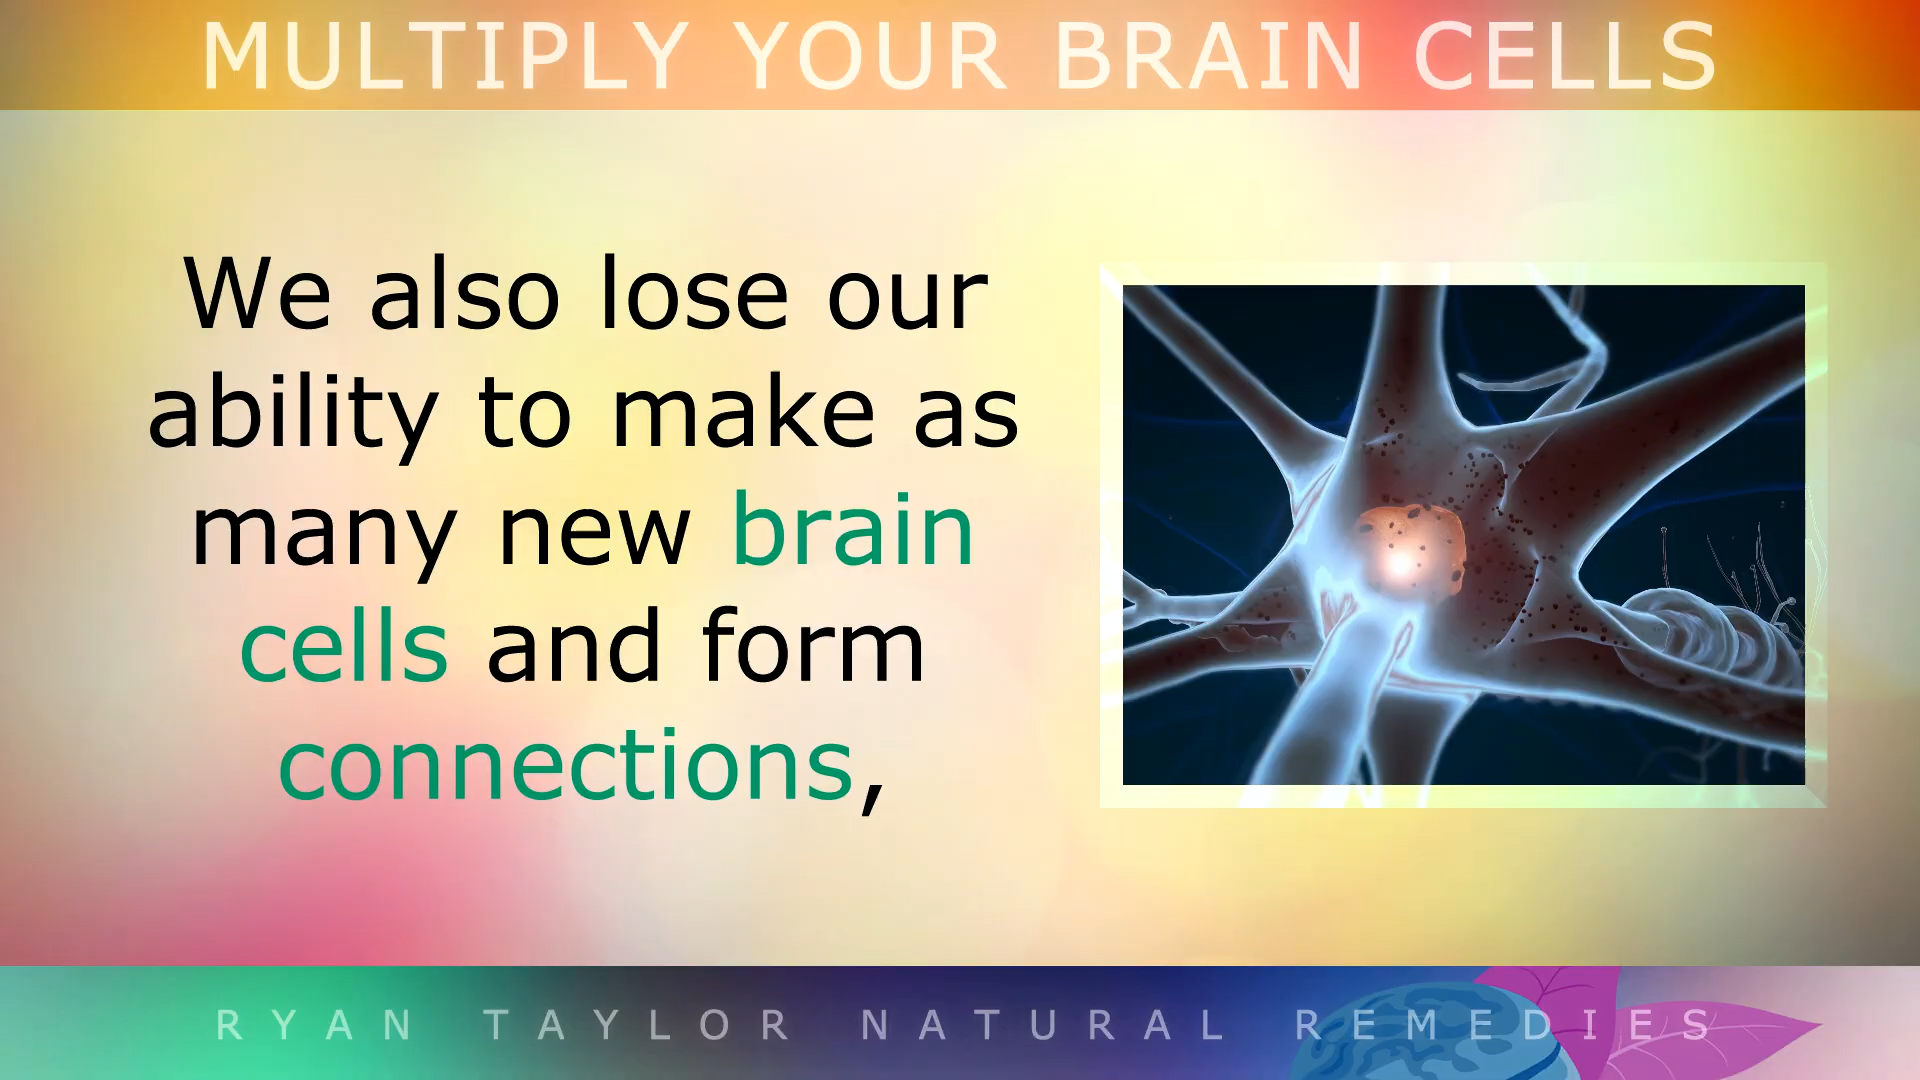 MULTIPLY YOUR BRAIN CELLS
We also lose our
ability to make as
many new brain
cells and form
connections,
RYAN TAYLOR NATURAL REMEDIES